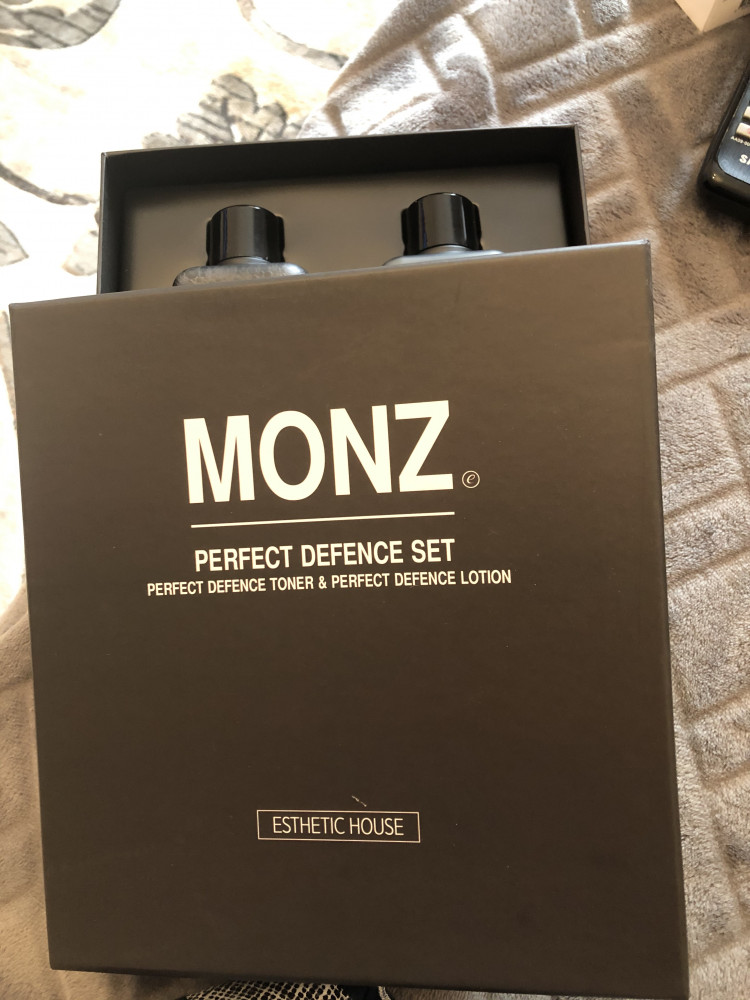 MONZ
e
PERFECT DEFENCE SET
PERFECT DEFENCE TONER & PERFECT DEFENCE LOTION
ESTHETIC HOUSE